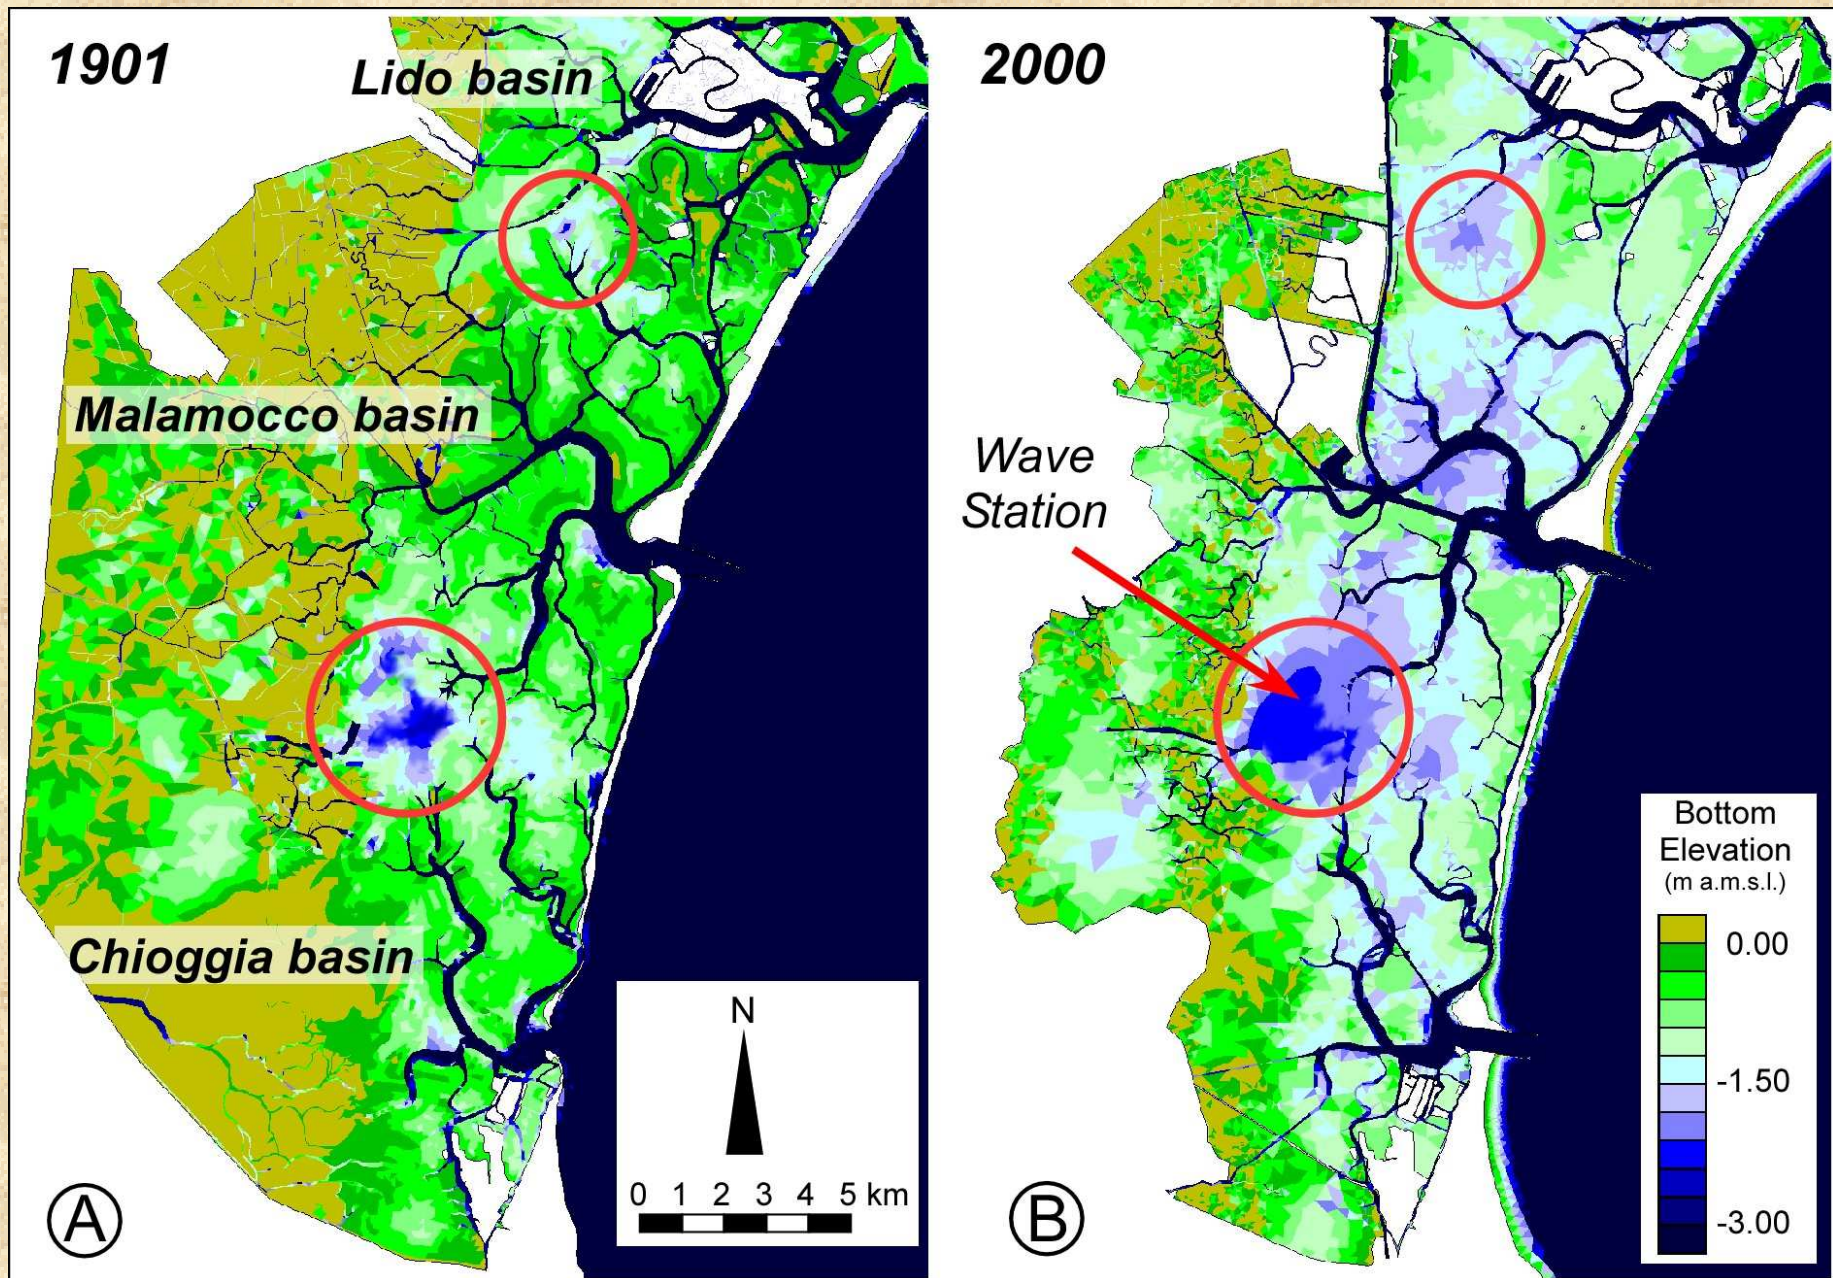 1901
Lido basin
Malamocco basin
Chioggia basin
N
0 1 2 3 4 5 km
A
2000
Wave
Station
Bottom
Elevation
(m a.m.s.l.)
0.00
-1.50
-3.00
B